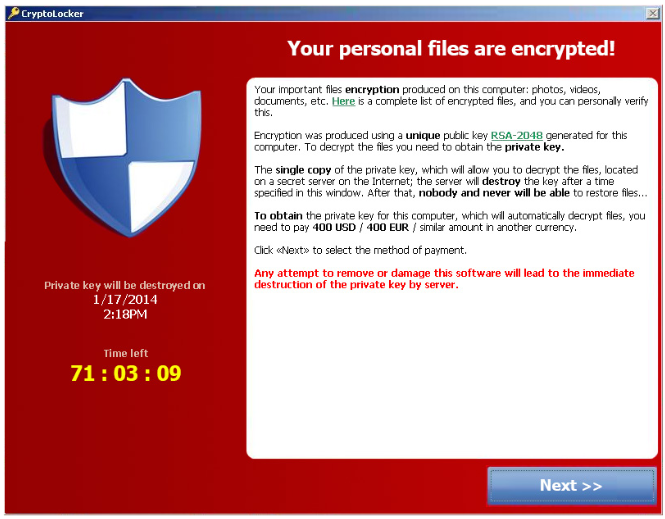 CryptoLocker
Your personal files are encrypted!
Your important files encryption produced on this computer: photos, videos,
documents, etc. Here is a complete list of encrypted files, and you can personally verify
this.
Encryption was produced using a unique public key RSA-2048 generated for this
computer. To decrypt the files you need to obtain the private key.
The single copy of the private key, which will allow you to decrypt the files, located
on a secret server on the Internet; the server will destroy the key after a time
specified in this window. After that, nobody and never will be able to restore files...
To obtain the private key for this computer, which will automatically decrypt files, you
need to pay 400 USD / 400 EUR / similar amount in another currency.
Click «Next» to select the method of payment.
Any attempt to remove or damage this software will lead to the immediate
destruction of the private key by server.
Private key will be destroyed on
1/17/2014
2:18PM
Time left
71 : 03 : 09
Next >>